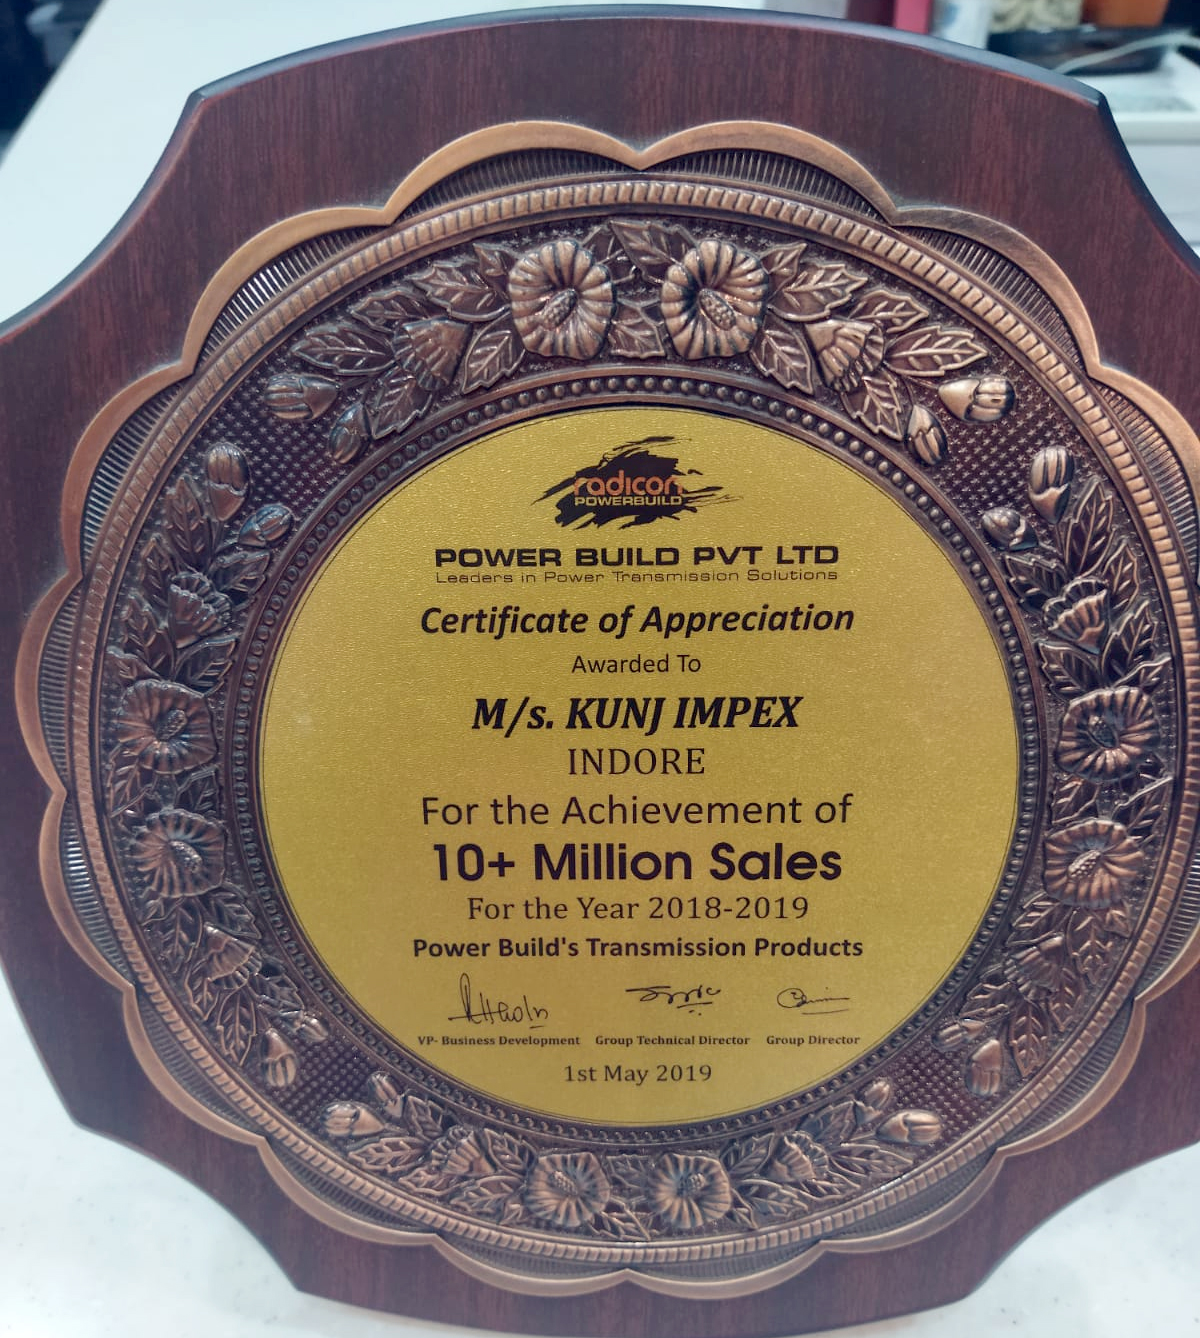 radicon
POWERBUILD
POWER BUILD PVT LTD
Leaders in Power Transmission Solutions
Certificate of Appreciation
Awarded To
M/s. KUNJ IMPEX
INDORE
For the Achievement of
10+ Million Sales
For the Year 2018-2019
Power Build's Transmission Products
VP- Business Development Group Technical Director Group Director
1st May 2019